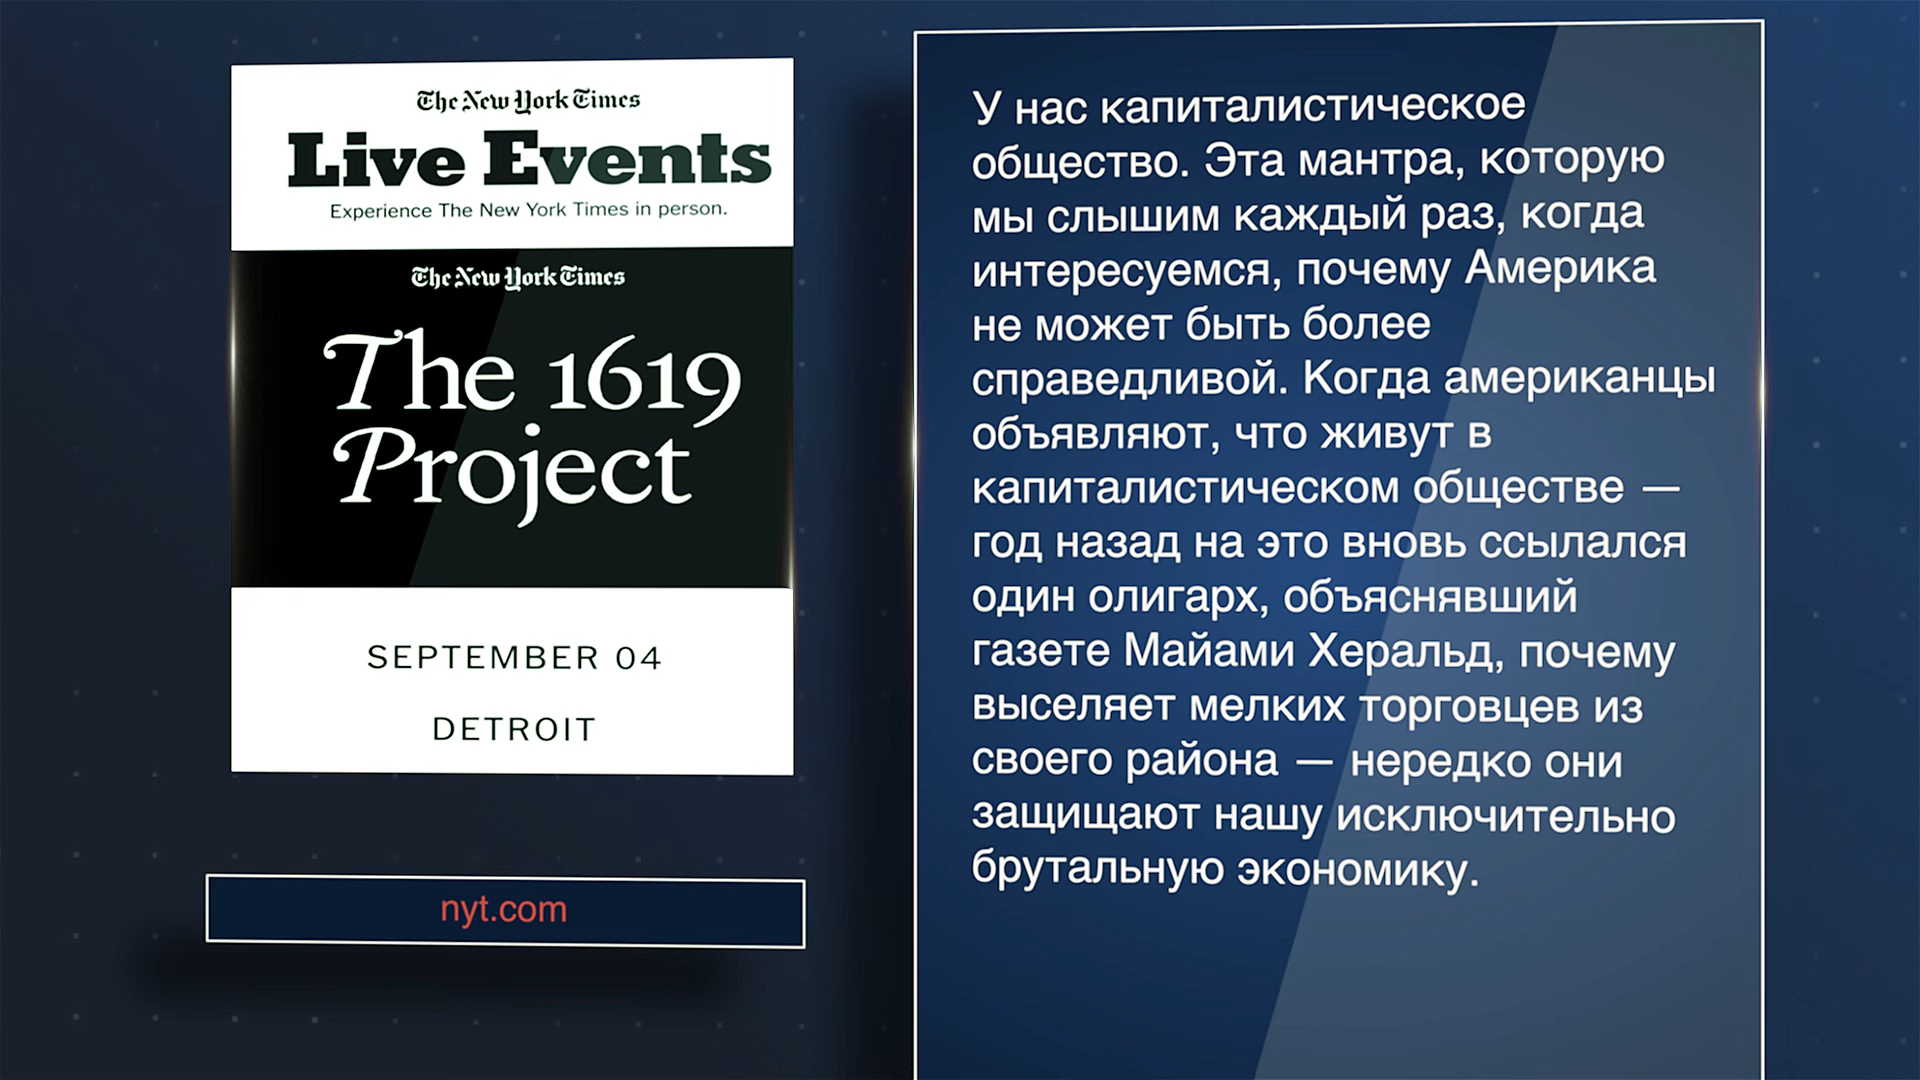 The New York Times
Live Events
Experience The New York Times in person.
The New York Times
The 1619
Project
SEPTEMBER 04
DETROIT
nyt.com
У нас капиталистическое
общество. Эта мантра, которую
мы слышим каждый раз, когда
интересуемся, почему Америка
не может быть более
справедливой. Когда американцы
объявляют, что живут в
капиталистическом обществе —
год назад на это вновь ссылался
один олигарх, объяснявший
газете Майами Херальд, почему
выселяет мелких торговцев из
своего района — нередко они
защищают нашу исключительно
брутальную экономику.